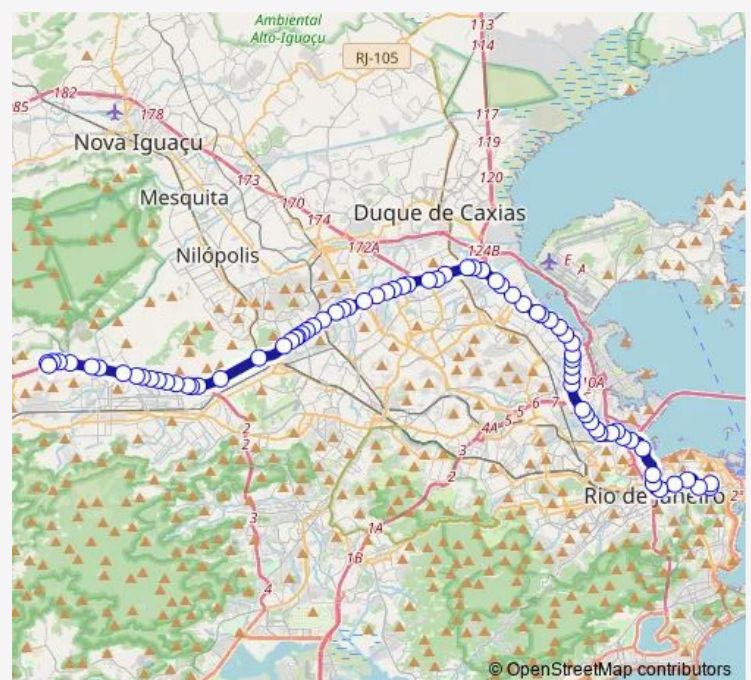 Ambiental
Alto-Iguaçu
113
114
RJ-105
182
85
178
117
Nova Iguaçu
119
173
120
Mesquita
170
174
Duque de Caxias
172A
124B
Nilópolis
F
A
10A
2
2
4A
5
5
6
7
3
2
Rio de Janeiro
2
3
1A
1B
4
© OpenStreetMap contributors